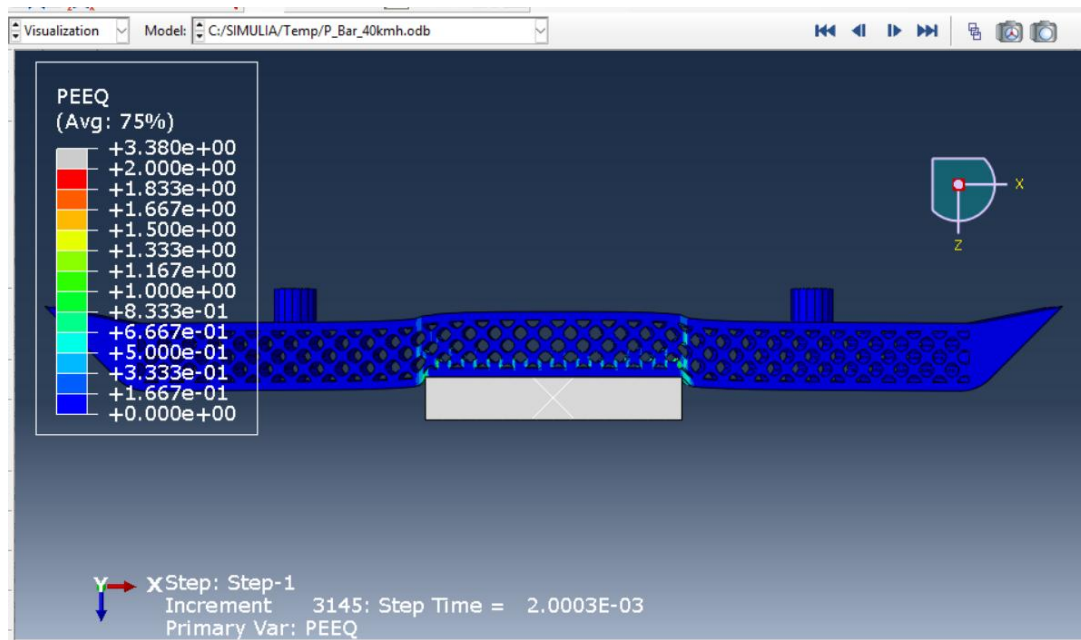 Visualization Model: C:/SIMULIA/Temp/P_Bar_40kmh.odb
PEEQ
(Avg: 75%)
+3.380e+00
+2.000e+00
+1.833e+00
+1.667e+00
+1.500e+00
+1.333e+00
+1.167e+00
+1.000e+00
+8.333e-01
+6.667e-01
+5.000e-01
+3.333e-01
+1.667e-01
+0.000e+00
X
Z
Y X Step: Step-1
Increment 3145: Step Time = 2.0003E-03
Primary Var: PEEQ